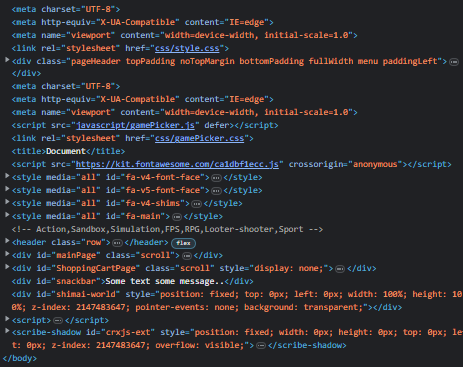 <meta charset="UTF-8">
<meta http-equiv="X-UA-Compatible" content="IE=edge">
<meta name="viewport" content="width=device-width, initial-scale=1.0">
<link rel="stylesheet" href="css/style.css">
<div class="pageHeader topPadding noTopMargin bottomPadding fullWidth menu paddingLeft">…
</div>
<meta charset="UTF-8">
<meta http-equiv="X-UA-Compatible" content="IE=edge">
<meta name="viewport" content="width=device-width, initial-scale=1.0">
<script src="javascript/gamePicker.js" defer></script>
<link rel="stylesheet" href="css/gamePicker.css">
<title>Document</title>
<script src="https://kit.fontawesome.com/ca1dbf1ecc.js" crossorigin="anonymous"></script>
<style media="all" id="fa-v4-font-face">…</style>
<style media="all" id="fa-v5-font-face">…</style>
<style media="all" id="fa-v4-shims">…</style>
<style media="all" id="fa-main">…</style>
<!-- Action,Sandbox,Simulation,FPS,RPG,Looter-shooter,Sport -->
<header class="row">…</header> flex
<div id="mainPage" class="scroll">…</div>
<div id="ShoppingCartPage" class="scroll" style="display: none;">…</div>
<div id="snackbar">Some text some message..</div>
<div id="shimai-world" style="position: fixed; top: 0px; left: 0px; width: 100%; height: 10
0%; z-index: 2147483647; pointer-events: none; background: transparent;"></div>
<script>…</script>
<scribe-shadow id="crxjs-ext" style="position: fixed; width: 0px; height: 0px; top: 0px; le
ft: 0px; z-index: 2147483647; overflow: visible;">…</scribe-shadow>
</body>